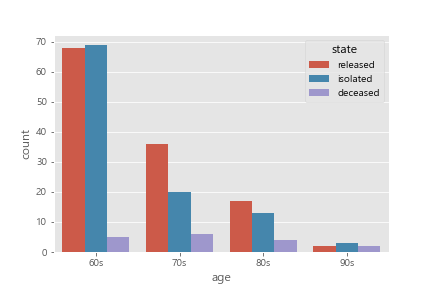 70
60
50
40
30
20
10
0
count
state
released
isolated
deceased
60s 70s 80s 90s
age